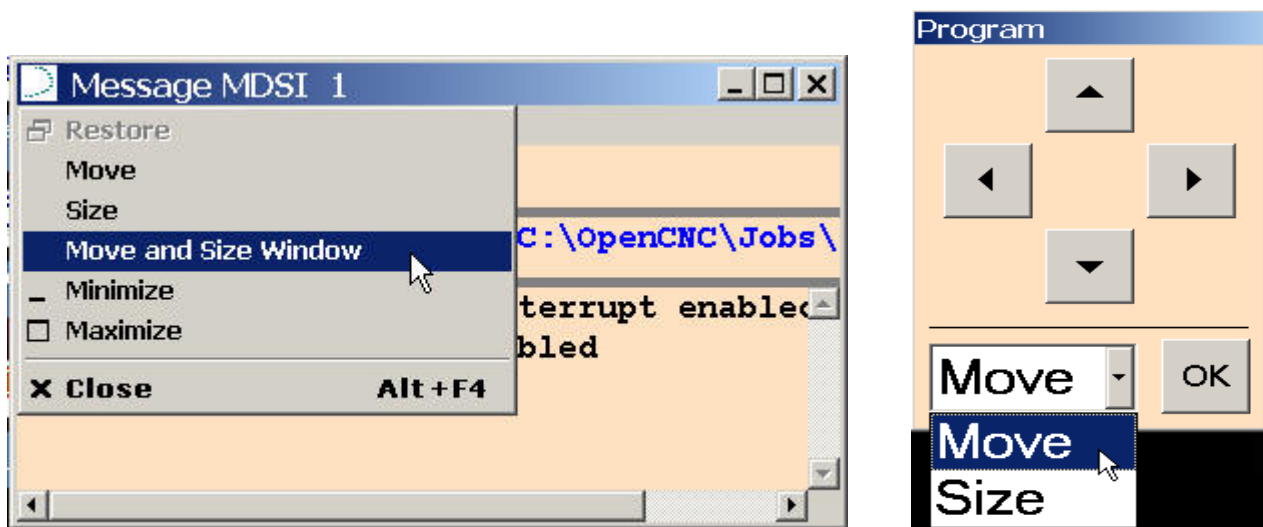 Message MDSI 1
Restore
Move
Size
Move and Size Window
Minimize
Maximize
Close Alt+F4
C:\OpenCNC\Jobs\
terrupt enabled
bled
Program
Move
OK
Move
Size